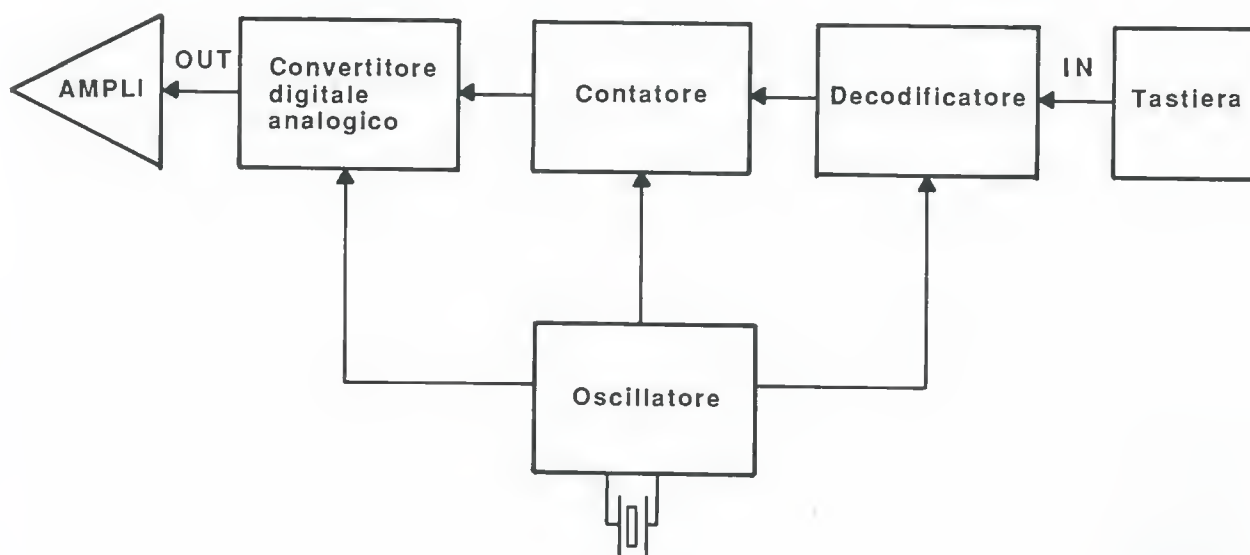 AMPLI
OUT
Convertitore
digitale
analogico
Contatore
Decodificatore
IN
Tastiera
Oscillatore